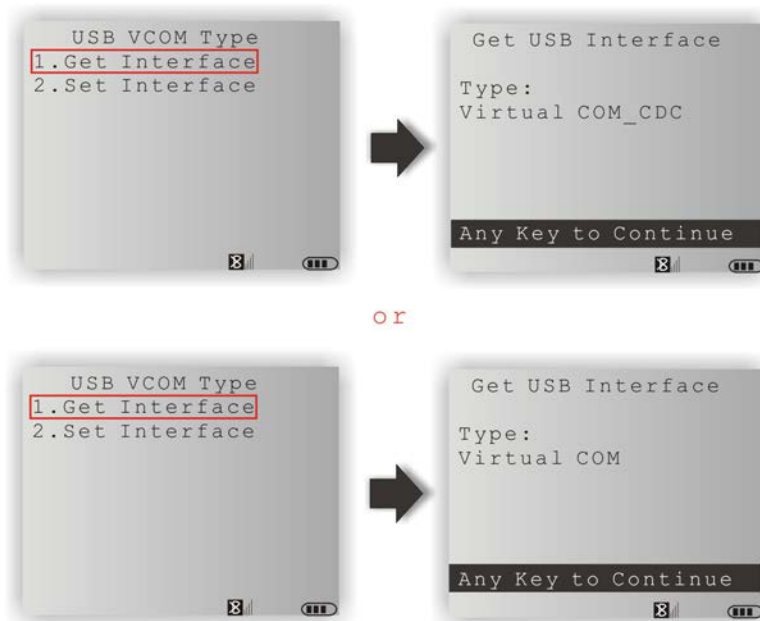 USB VCOM Type
1.Get Interface
2.Set Interface
Get USB Interface
Type:
Virtual COM_CDC
Any Key to Continue
or
USB VCOM Type
1.Get Interface
2.Set Interface
Get USB Interface
Type:
Virtual COM
Any Key to Continue